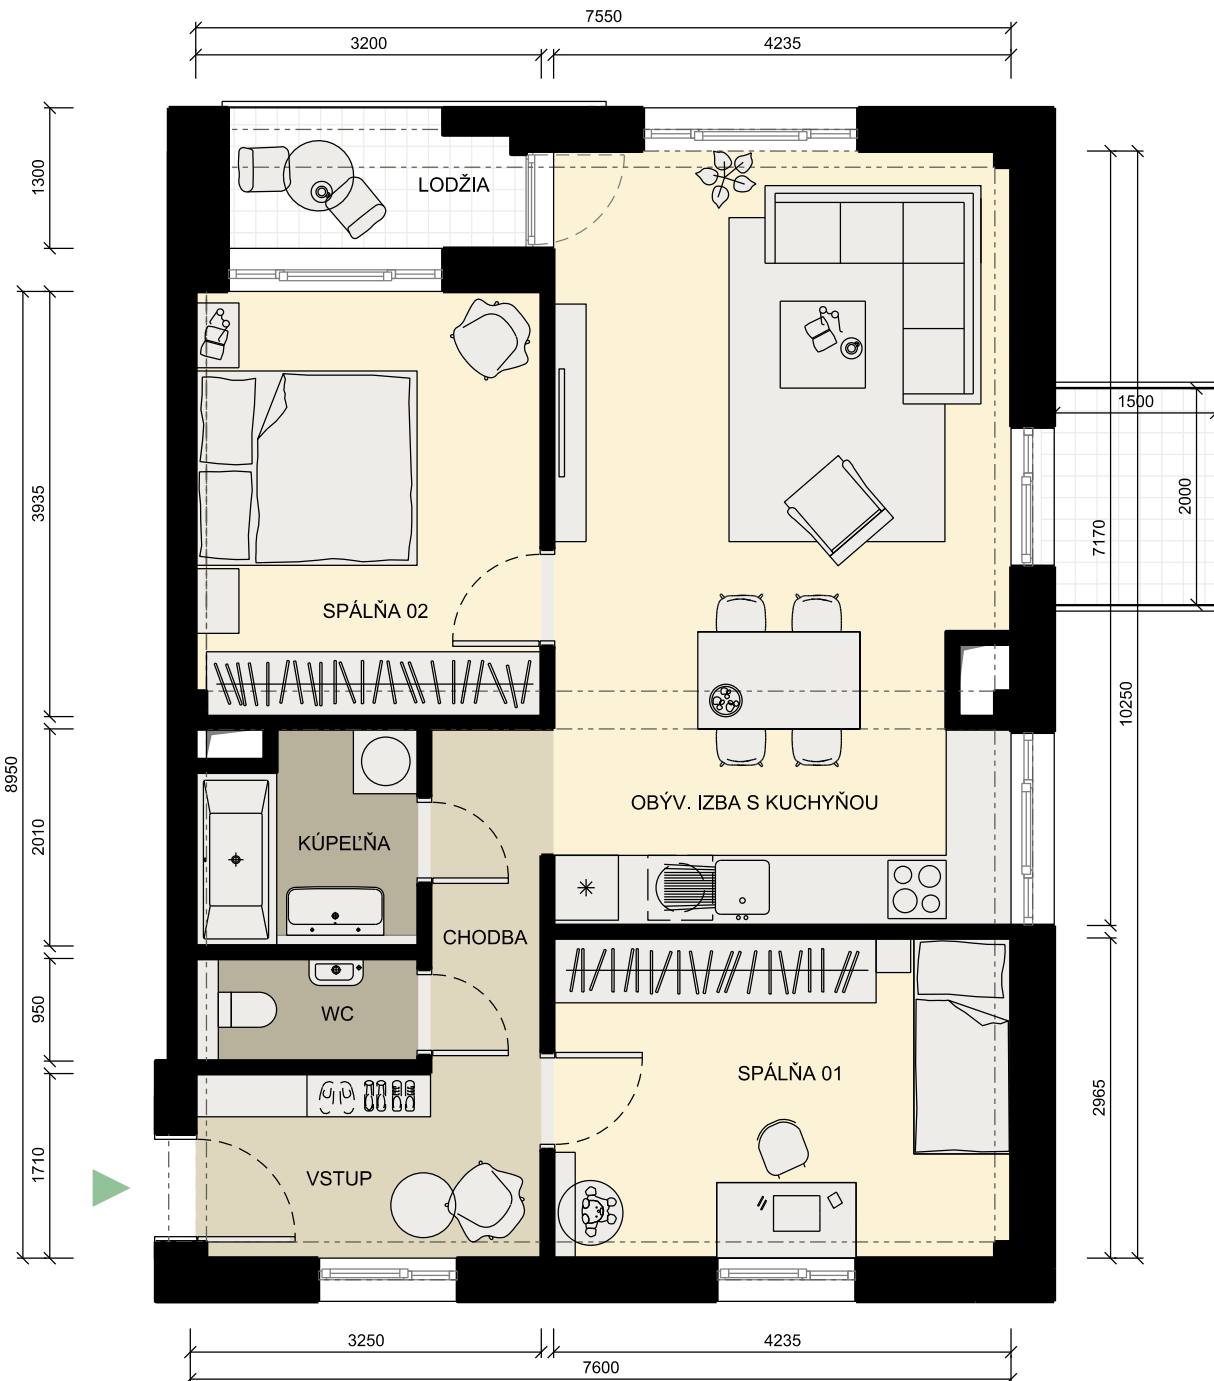 7550
3200
4235
1300
LODŽIA
1500
2000
7170
3935
SPÁLŇA 02
10250
8950
2010
OBÝV. IZBA S KUCHYŇOU
KÚPEĽŇA
CHODBA
950
WC
SPÁLŇA 01
2965
1710
VSTUP
3250
4235
7600